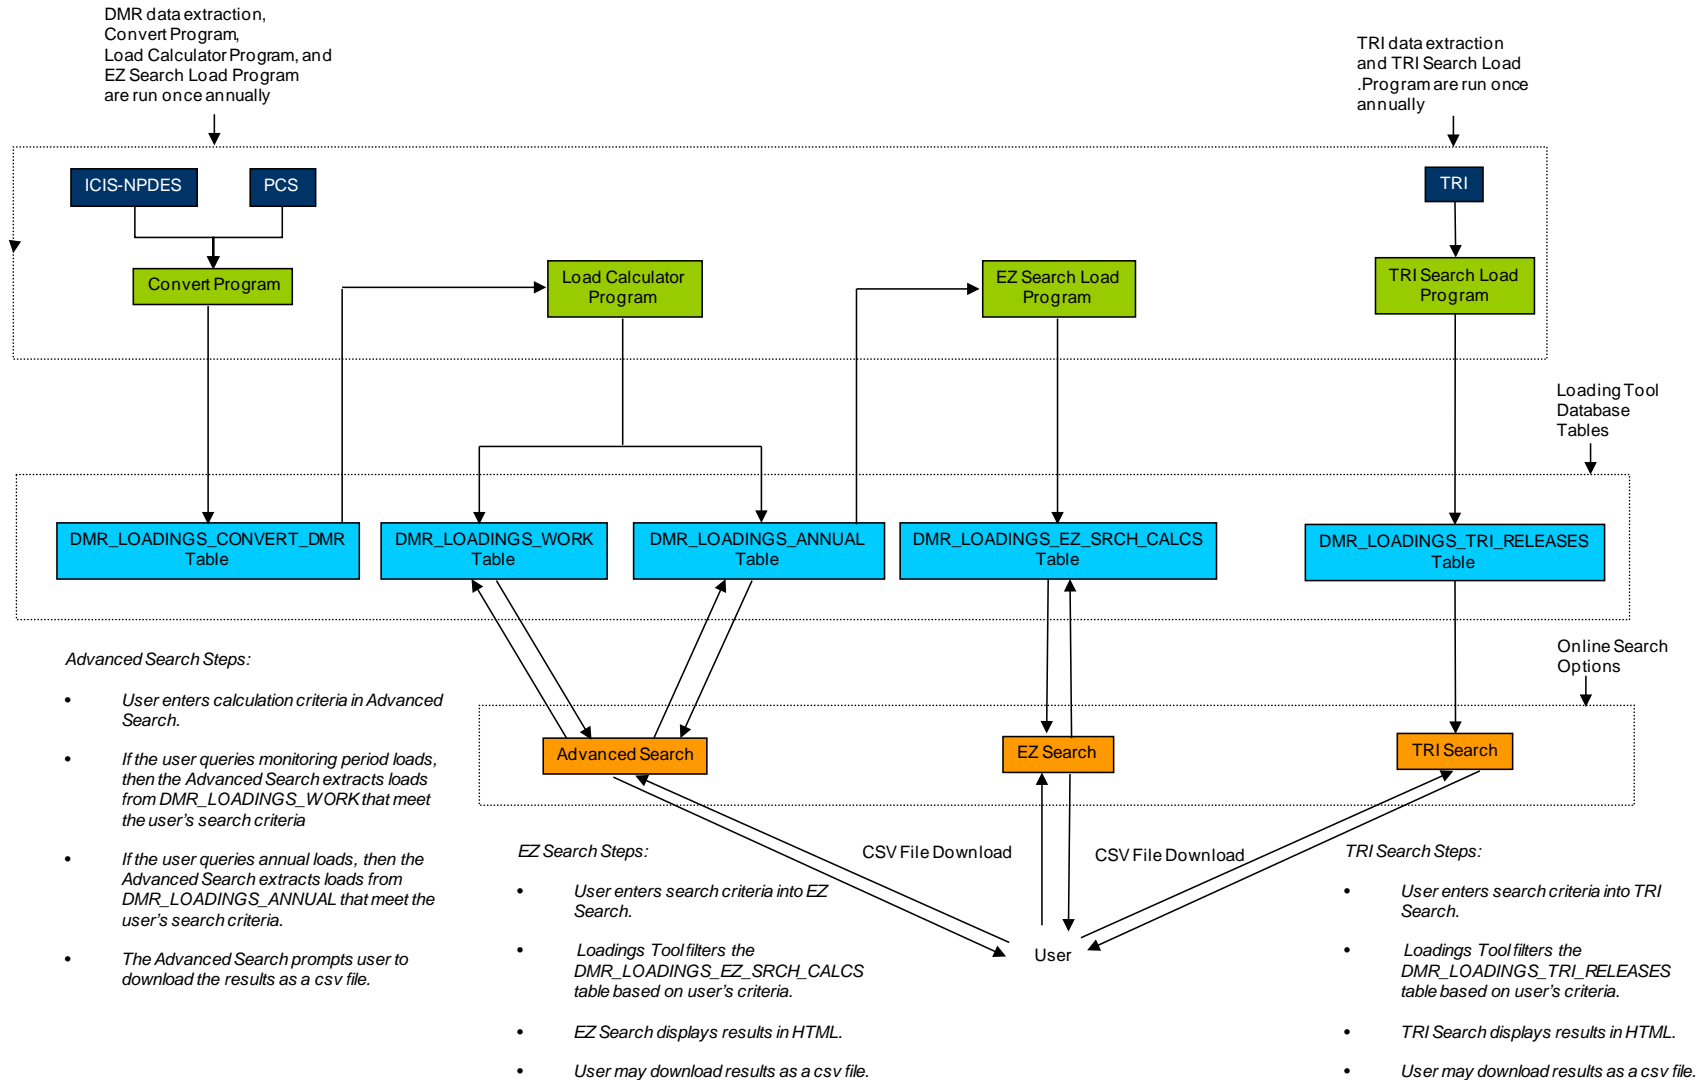 DMR data extraction,
Convert Program,
Load Calculator Program, and
EZ Search Load Program
are run once annually
TRI data extraction
and TRI Search Load
.Program are run once
annually
ICIS-NPDES
PCS
TRI
Convert Program
Load Calculator
Program
EZ Search Load
Program
TRI Search Load
Program
Loading Tool
Database
Tables
DMR_LOADINGS_CONVERT_DMR
Table
DMR_LOADINGS_WORK
Table
DMR_LOADINGS_ANNUAL
Table
DMR_LOADINGS_EZ_SRCH_CALCS
Table
DMR_LOADINGS_TRI_RELEASES
Table
Online Search
Options
Advanced Search
EZ Search
TRI Search
Advanced Search Steps:
• User enters calculation criteria in Advanced
Search.
• If the user queries monitoring period loads,
then the Advanced Search extracts loads
from DMR_LOADINGS_WORK that meet
the user's search criteria
• If the user queries annual loads, then the
Advanced Search extracts loads from
DMR_LOADINGS_ANNUAL that meet the
user's search criteria.
• The Advanced Search prompts user to
download the results as a csv file.
CSV File Download
CSV File Download
User
EZ Search Steps:
• User enters search criteria into EZ
Search.
• Loadings Tool filters the
DMR_LOADINGS_EZ_SRCH_CALCS
table based on user's criteria.
• EZ Search displays results in HTML.
• User may download results as a csv file.
TRI Search Steps:
• User enters search criteria into TRI
Search.
• Loadings Tool filters the
DMR_LOADINGS_TRI_RELEASES
table based on user's criteria.
• TRI Search displays results in HTML.
• User may download results as a csv file.